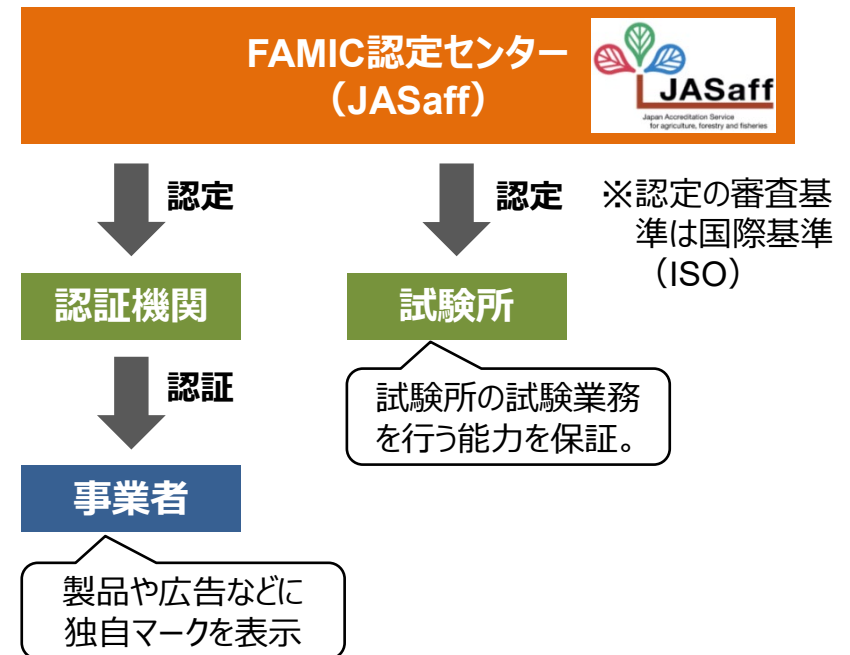 FAMIC認定センター
（JASaff）
JASaff
Japan Accreditation Service
for agriculture, forestry and fisheries
認定
認定
※認定の審査基
準は国際基準
（ISO）
認証機関
試験所
認証
試験所の試験業務
を行う能力を保証。
事業者
製品や広告などに
独自マークを表示